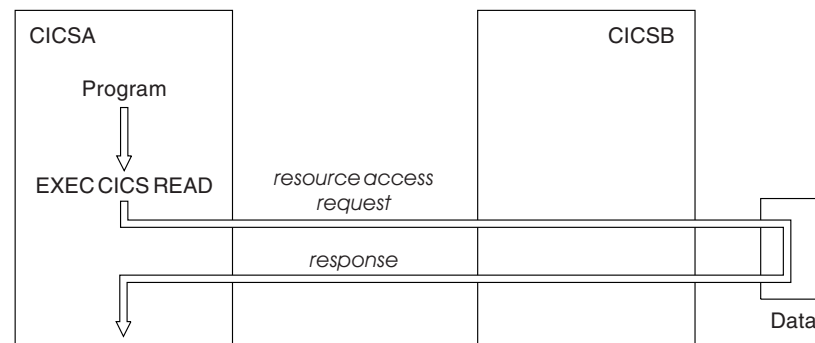 CICSA
CICSB
Program
EXEC CICS READ
resource access
request
response
Data